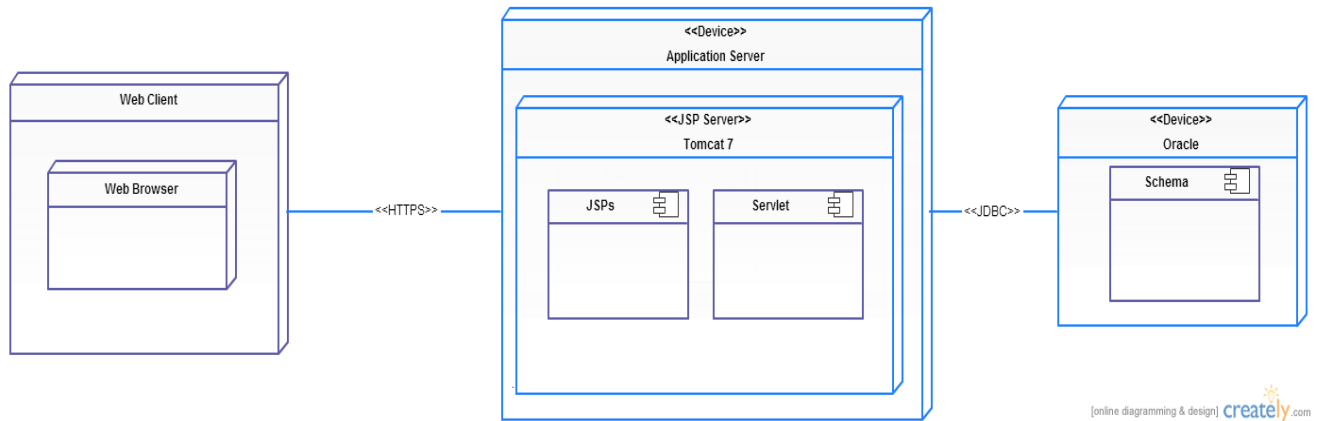 Web Client
Web Browser
<<HTTPS>>
<<Device>>
Application Server
<<JSP Server>>
Tomcat 7
JSPs
Servlet
<<JDBC>>
<<Device>>
Oracle
Schema
[online diagramming & design] creately.com